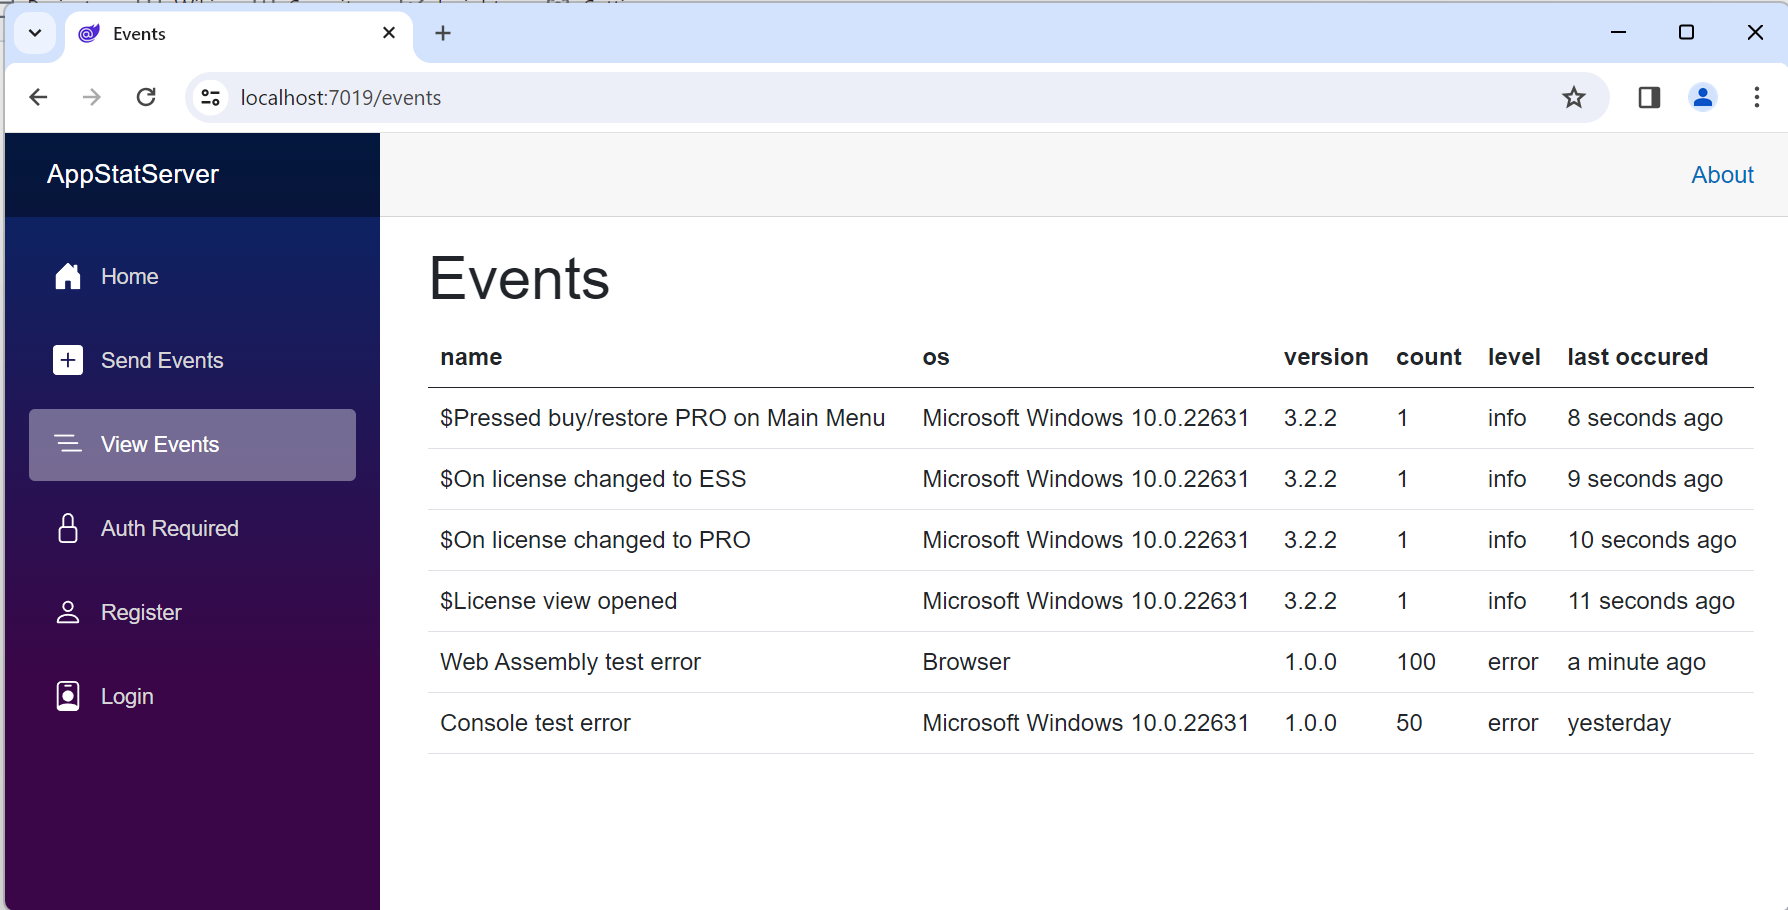 Events
localhost:7019/events
AppStatServer
About
Home
Send Events
View Events
Auth Required
Register
Login
Events
name os version count level last occured
$Pressed buy/restore PRO on Main Menu Microsoft Windows 10.0.22631 3.2.2 1 info 8 seconds ago
$On license changed to ESS Microsoft Windows 10.0.22631 3.2.2 1 info 9 seconds ago
$On license changed to PRO Microsoft Windows 10.0.22631 3.2.2 1 info 10 seconds ago
$License view opened Microsoft Windows 10.0.22631 3.2.2 1 info 11 seconds ago
Web Assembly test error Browser 1.0.0 100 error a minute ago
Console test error Microsoft Windows 10.0.22631 1.0.0 50 error yesterday